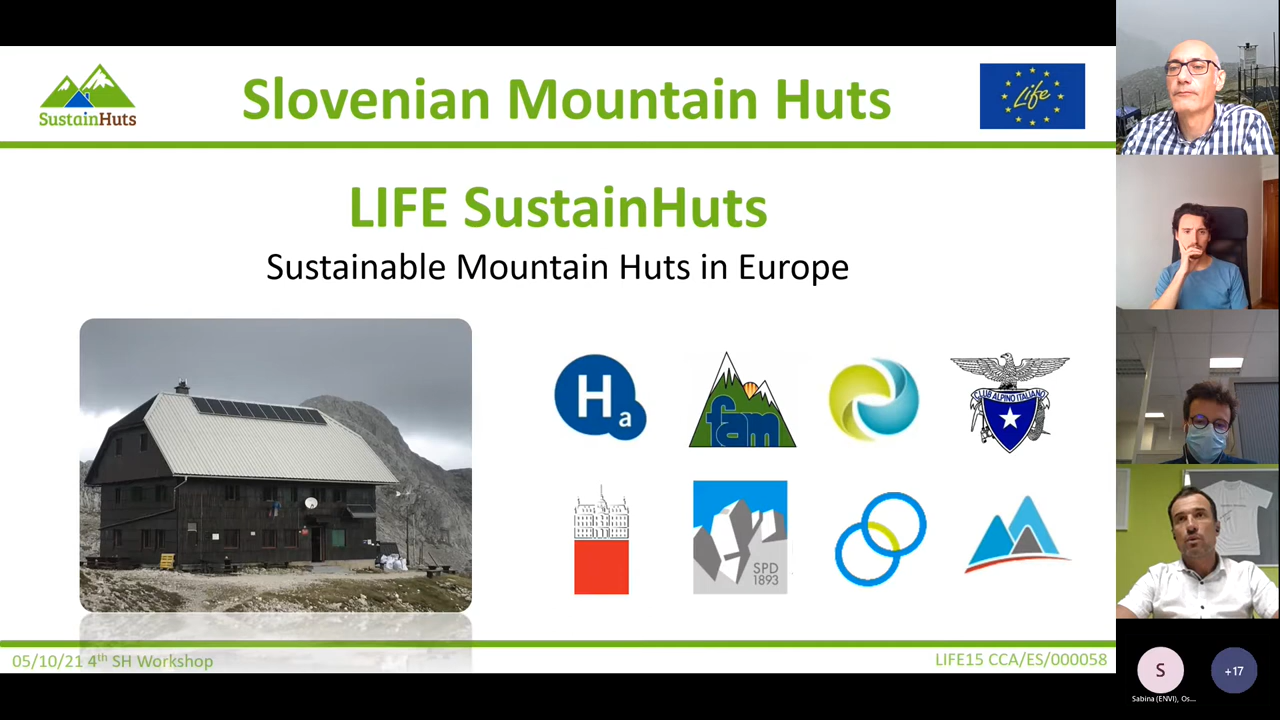 SustainHuts
Slovenian Mountain Huts
Life
LIFE SustainHuts
Sustainable Mountain Huts in Europe
Ha
fam
CLUB ALPINO ITALIANO
SPD
1893
05/10/21 4th SH Workshop
LIFE15 CCA/ES/000058
S
+17
Sabina (ENVI), Os...